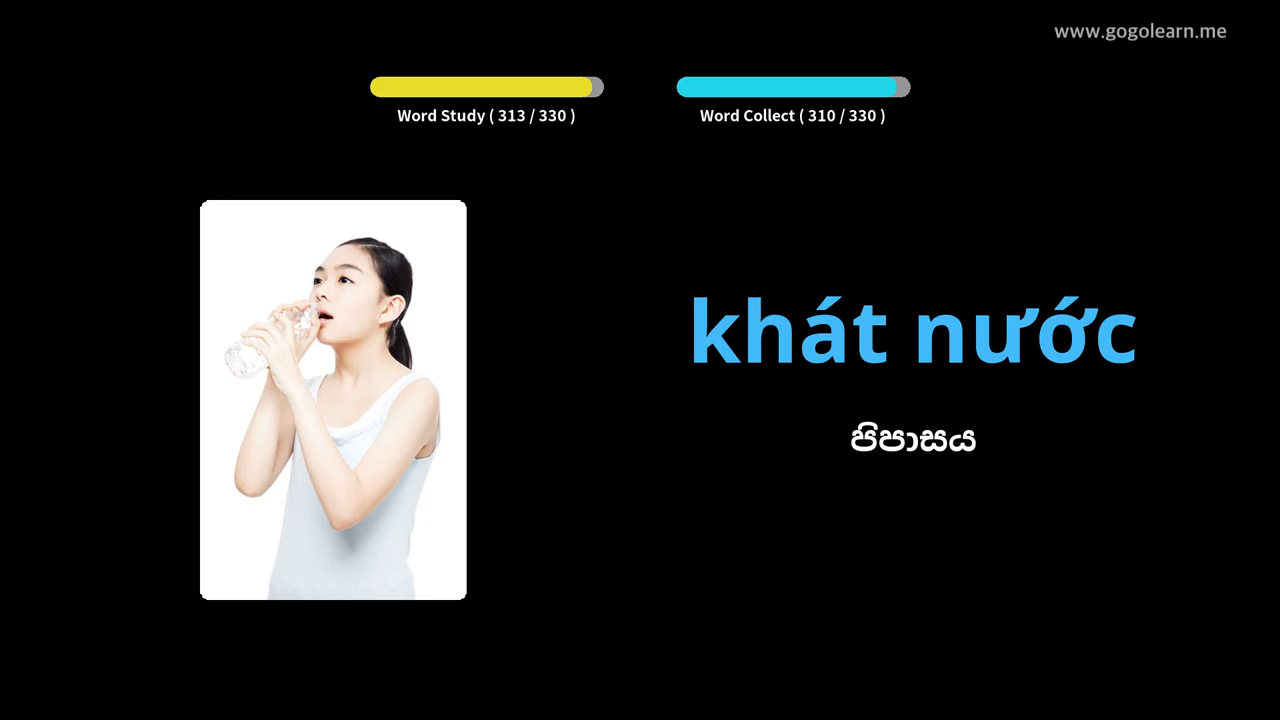 www.gogolearn.me
Word Study ( 313 / 330 )
Word Collect ( 310 / 330 )
khát nước
පිපාසය